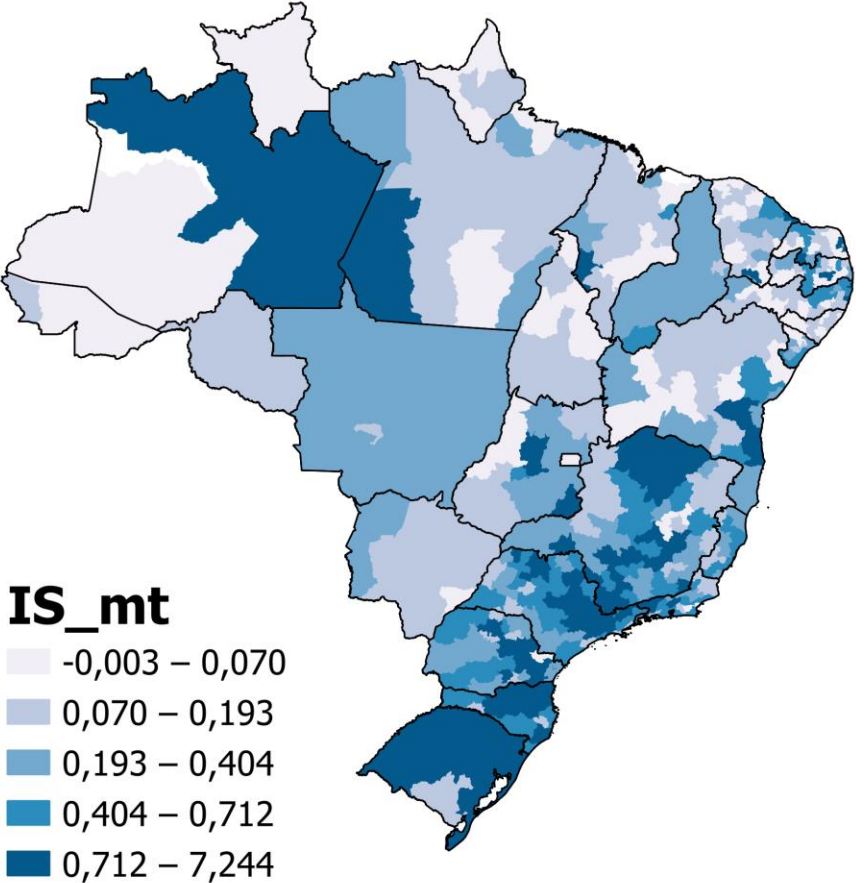 IS_mt
-0,003 – 0,070
0,070 – 0,193
0,193 – 0,404
0,404 – 0,712
0,712 – 7,244